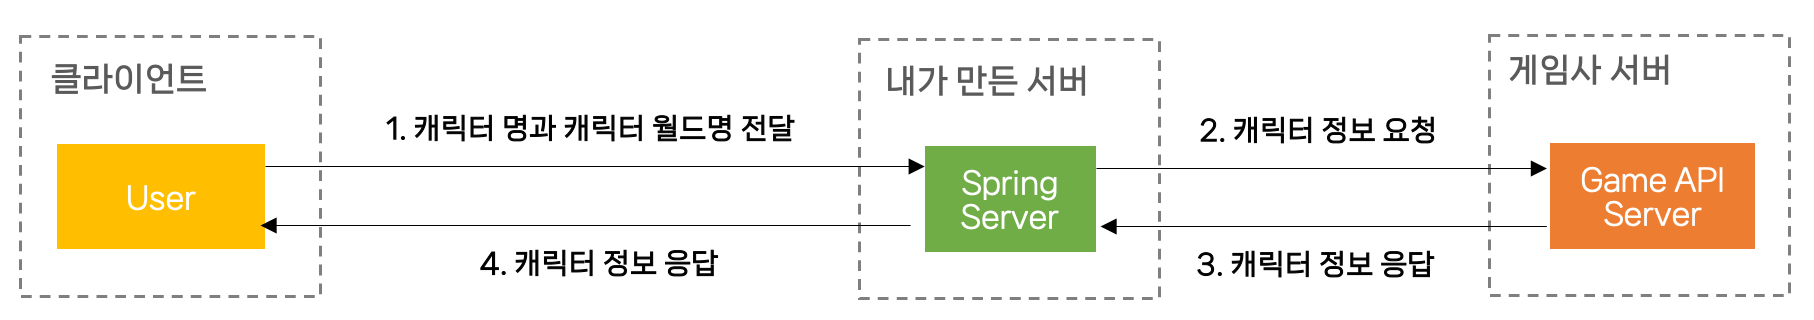 클라이언트
내가 만든 서버
게임사 서버
1. 캐릭터 명과 캐릭터 월드명 전달
2. 캐릭터 정보 요청
User
Spring
Server
Game API
Server
4. 캐릭터 정보 응답
3. 캐릭터 정보 응답